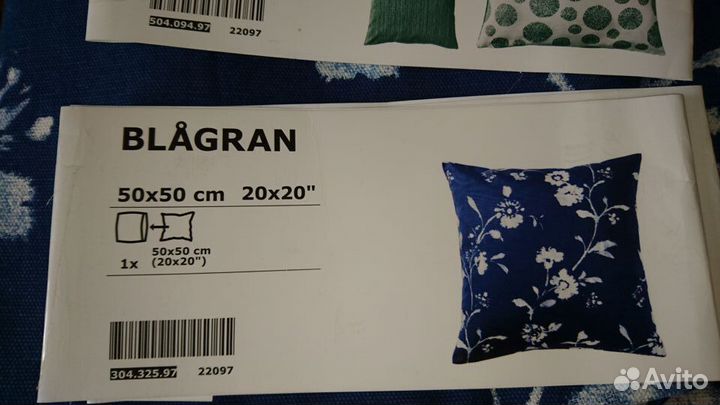 504.094.97 22097
BLÅGRAN
50x50 cm 20x20"
50x50 cm
1x (20x20")
304.325.97 22097
Avito